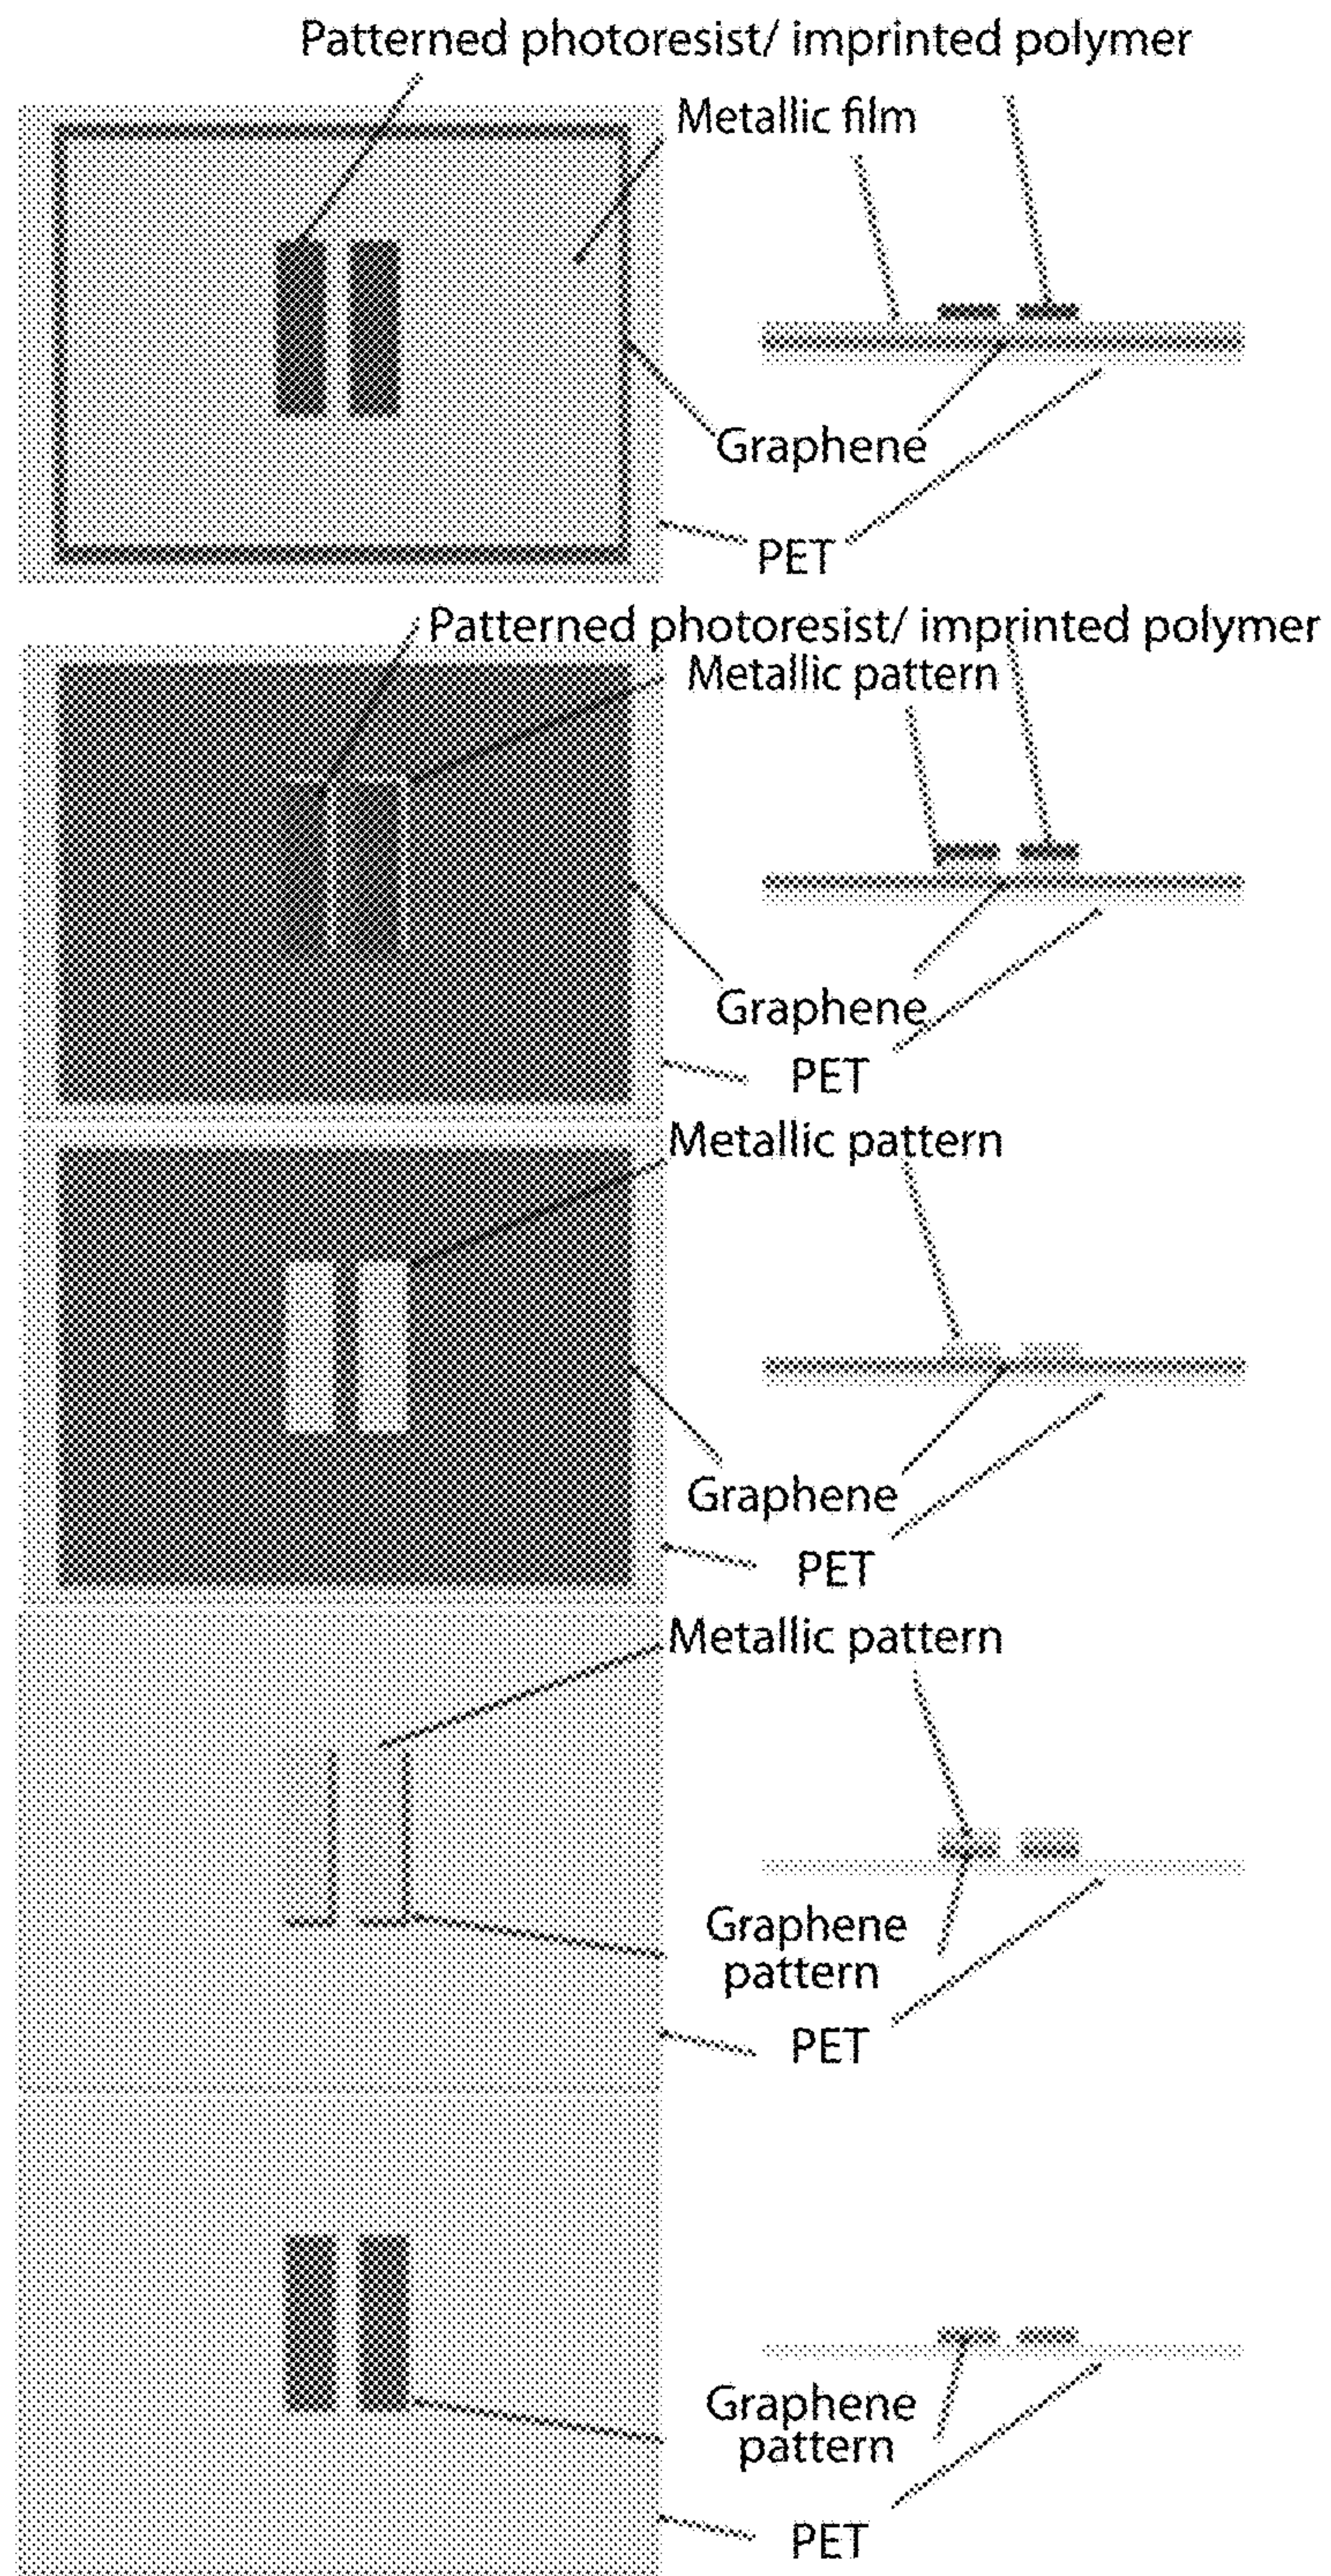 Patterned photoresist/ imprinted polymer
Metallic film
Graphene
PET
Patterned photoresist/ imprinted polymer
Metallic pattern
Graphene
PET
Metallic pattern
Graphene
PET
Metallic pattern
Graphene
pattern
PET
Graphene
pattern
PET